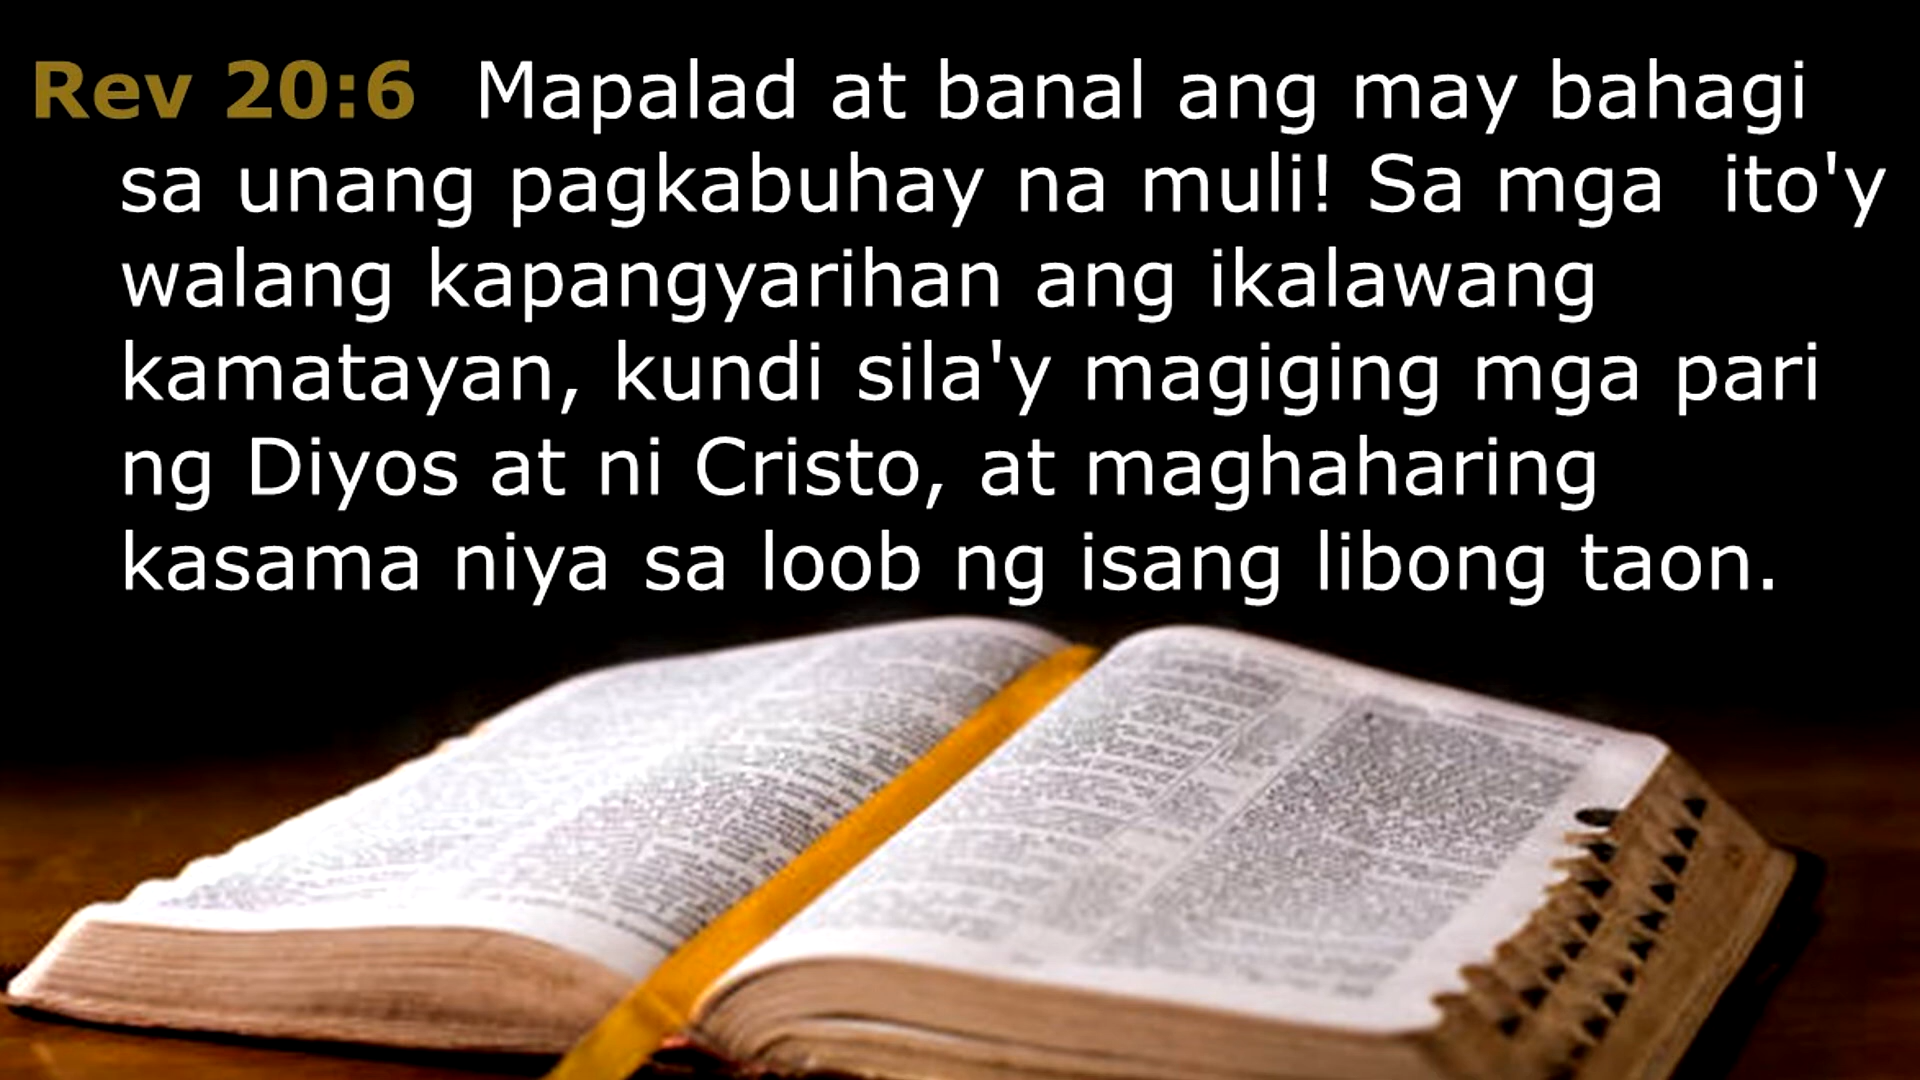 Rev 20:6 Mapalad at banal ang may bahagi
sa unang pagkabuhay na muli! Sa mga ito'y
walang kapangyarihan ang ikalawang
kamatayan, kundi sila'y magiging mga pari
ng Diyos at ni Cristo, at maghaharing
kasama niya sa loob ng isang libong taon.